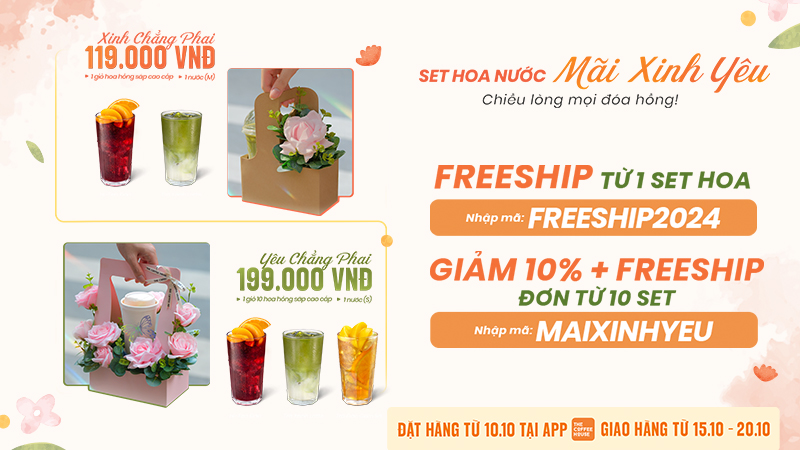 Xinh Chẳng Phai
119.000 VNĐ
1 giỏ hoa hồng sáp cao cấp 1 nước (M)
SET HOA NƯỚC Mãi Xinh Yêu
Chiều lòng mọi đóa hồng!
FREESHIP TỪ 1 SET HOA
Nhập mã: FREESHIP2024
GIẢM 10% + FREESHIP
ĐƠN TỪ 10 SET
Nhập mã: MAIXINHYEU
Yêu Chẳng Phai
199.000 VNĐ
1 giỏ 10 hoa hồng sáp cao cấp 1 nước (S)
ĐẶT HÀNG TỪ 10.10 TẠI APP THE COFFEE HOUSE GIAO HÀNG TỪ 15.10 - 20.10